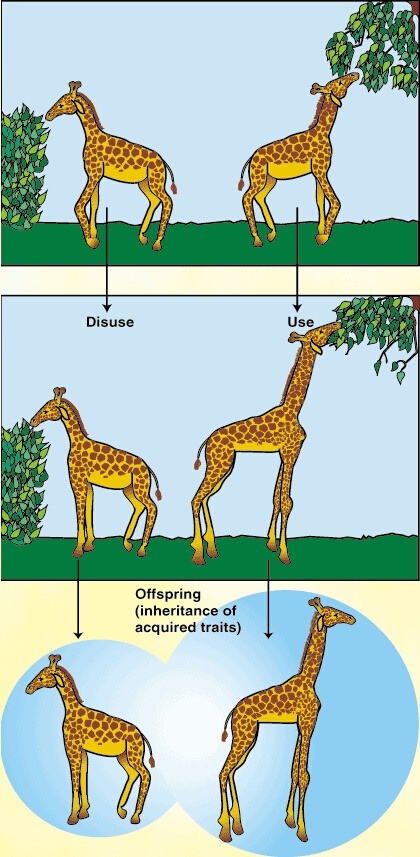 Disuse
Use
Offspring
(inheritance of
acquired traits)